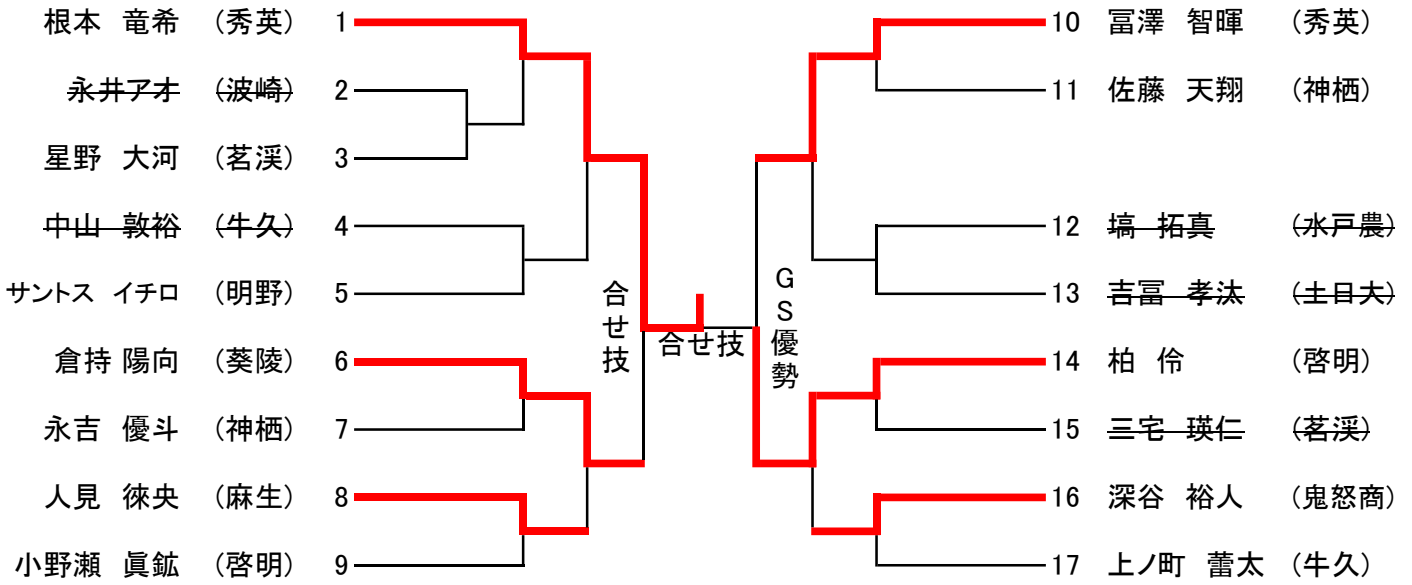 根本 竜希 (秀英) 1
永井アオ (波崎) 2
星野 大河 (茗渓) 3
中山 敦裕 (牛久) 4
サントス イチロ (明野) 5
倉持 陽向 (葵陵) 6
永吉 優斗 (神栖) 7
人見 徠央 (麻生) 8
小野瀬 眞鉱 (啓明) 9
合せ技
合せ技
GS優勢
10 冨澤 智暉 (秀英)
11 佐藤 天翔 (神栖)
12 塙 拓真 (水戸農)
13 吉冨 孝汰 (土日大)
14 柏 伶 (啓明)
15 三宅 瑛仁 (茗渓)
16 深谷 裕人 (鬼怒商)
17 上ノ町 蕾太 (牛久)